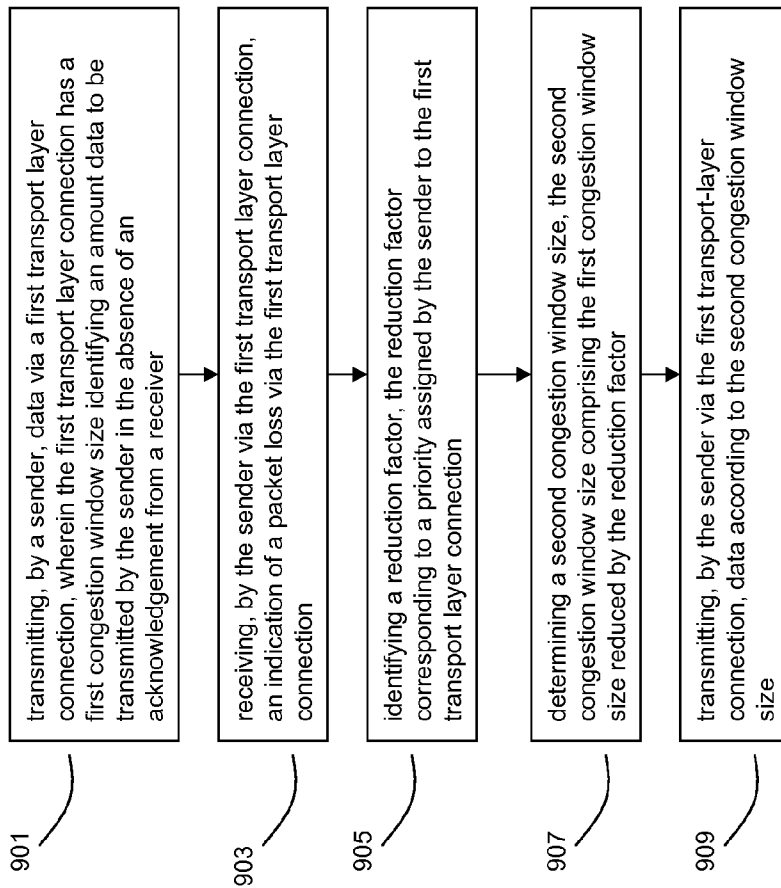 901
transmitting, by a sender, data via a first transport layer
connection, wherein the first transport layer connection has a
first congestion window size identifying an amount data to be
transmitted by the sender in the absence of an
acknowledgement from a receiver
903
receiving, by the sender via the first transport layer connection,
an indication of a packet loss via the first transport layer
connection
905
identifying a reduction factor, the reduction factor
corresponding to a priority assigned by the sender to the first
transport layer connection
907
determining a second congestion window size, the second
congestion window size comprising the first congestion window
size reduced by the reduction factor
909
transmitting, by the sender via the first transport-layer
connection, data according to the second congestion window
size